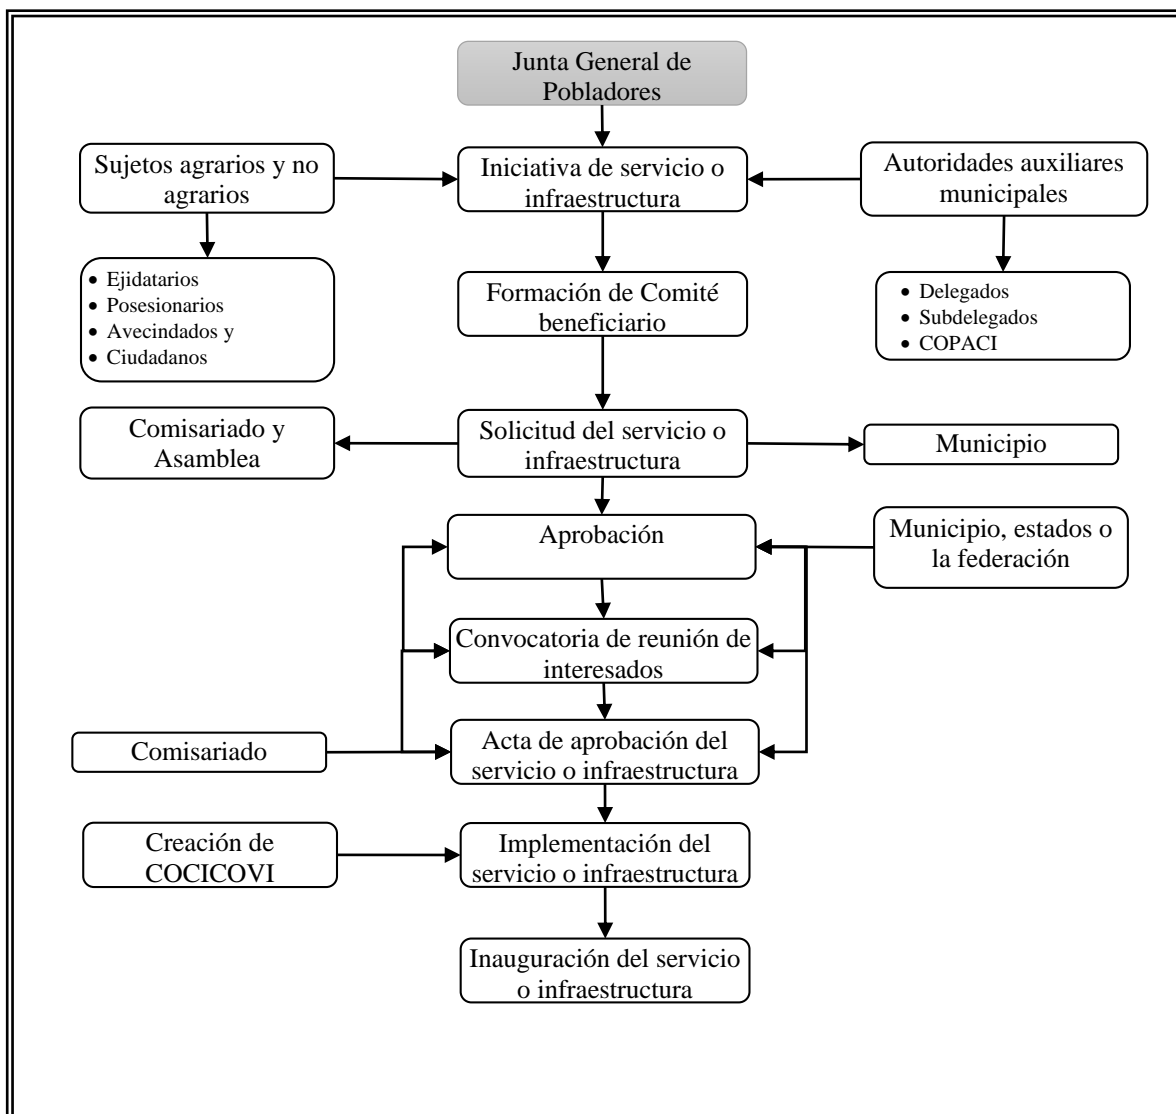 Junta General de
Pobladores
Sujetos agrarios y no
agrarios
Iniciativa de servicio o
infraestructura
Autoridades auxiliares
municipales
• Ejidatarios
• Posesionarios
• Avecindados y
• Ciudadanos
Formación de Comité
beneficiario
• Delegados
• Subdelegados
• COPACI
Comisariado y
Asamblea
Solicitud del servicio o
infraestructura
Municipio
Aprobación
Municipio, estados o
la federación
Convocatoria de reunión de
interesados
Comisariado
Acta de aprobación del
servicio o infraestructura
Creación de
COCICOVI
Implementación del
servicio o infraestructura
Inauguración del servicio
o infraestructura